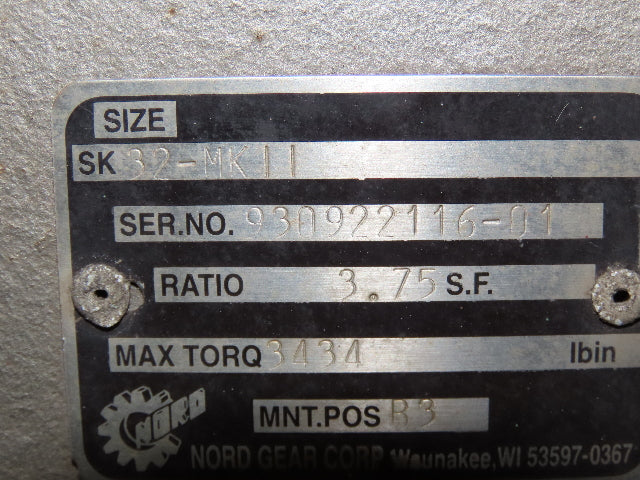 SIZE
SK 32-MKII
SER.NO. 930922116-01
RATIO 3.75 S.F.
MAX TORQ 3434 lbin
MNT.POS B3
NORD
NORD GEAR CORP Waunakee, WI 53597-0367